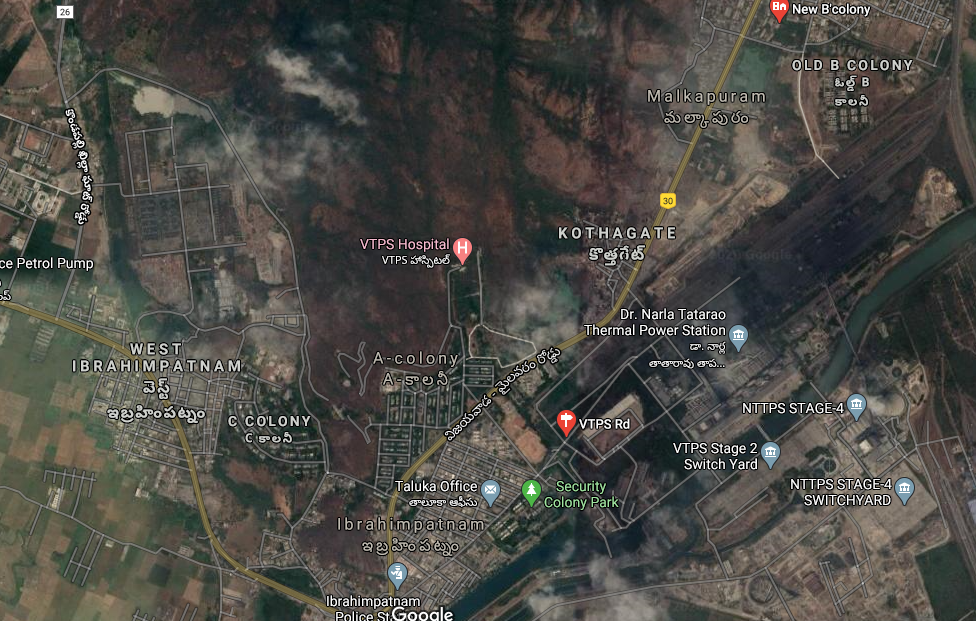 26
New B'colony
OLD B COLONY
ఓల్డ్ B
కాలనీ
Malkapuram
మల్కాపురం
30
KOTHAGATE
కొత్తగేట్
VTPS Hospital
VTPS హాస్పిటల్
ce Petrol Pump
ంప్
Dr. Narla Tatarao
Thermal Power Station
డా. నార్ల
తాతారావు తాప...
WEST
IBRAHIMPATNAM
వెస్ట్
ఇబ్రహింపట్నం
A-colony
A-కాలనీ
విజయవాడ - మైలవరం రోడ్డు
C COLONY
C కాలనీ
VTPS Rd
NTTPS STAGE-4
VTPS Stage 2
Switch Yard
NTTPS STAGE-4
SWITCHYARD
Taluka Office
తాలూకా ఆఫీసు
Security
Colony Park
Ibrahimpatnam
ఇబ్రహింపట్నం
Ibrahimpatnam
Police Sta
Google